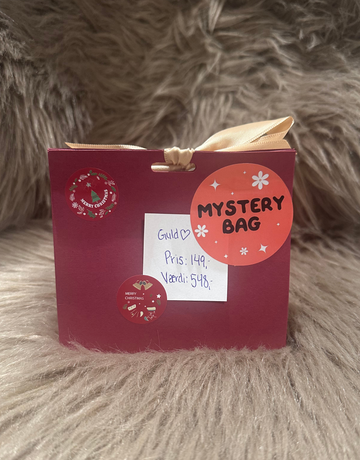 MERRY CHRISTMAS
MYSTERY
BAG
Guld♡
Pris: 149,-
Værdi: 548,-
MERRY
CHRISTMAS